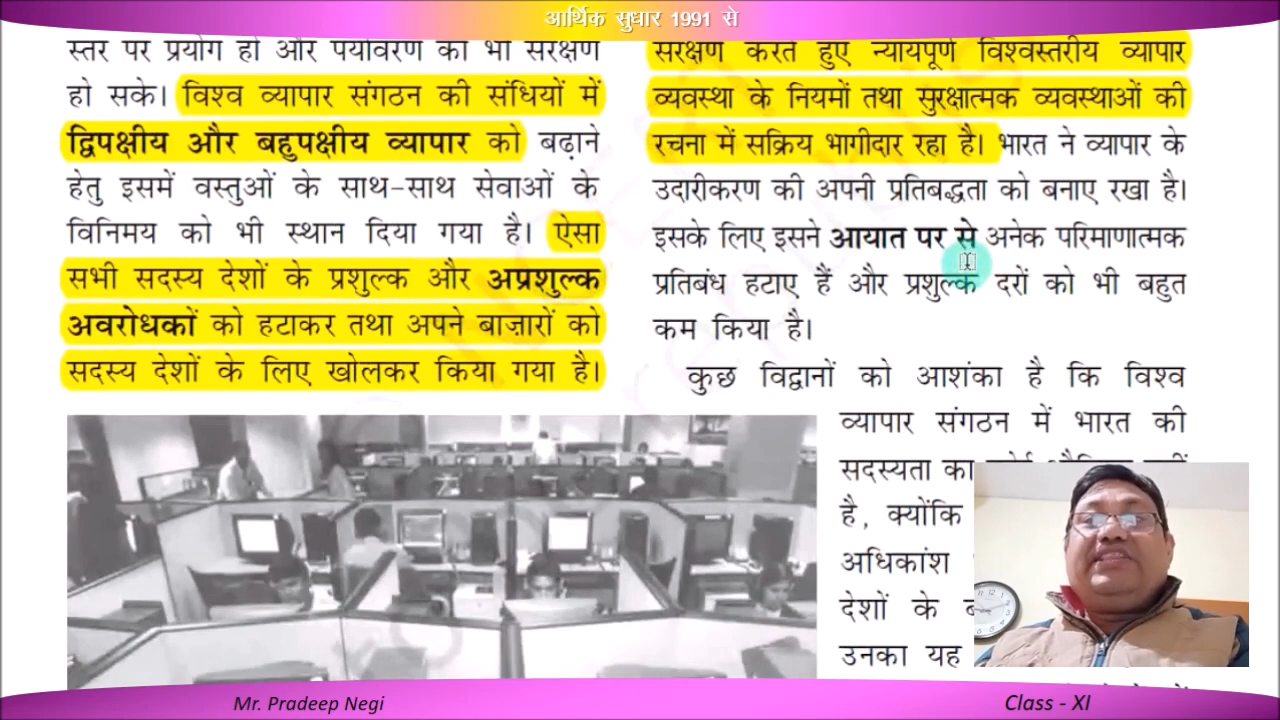 आर्थिक सुधार 1991 से
स्तर पर प्रयोग हो और पर्यावरण का भी संरक्षण
हो सके। विश्व व्यापार संगठन की संधियों में
द्विपक्षीय और बहुपक्षीय व्यापार को बढ़ाने
हेतु इसमें वस्तुओं के साथ-साथ सेवाओं के
विनिमय को भी स्थान दिया गया है। ऐसा
सभी सदस्य देशों के प्रशुल्क और अप्रशुल्क
अवरोधकों को हटाकर तथा अपने बाज़ारों को
सदस्य देशों के लिए खोलकर किया गया है।
संरक्षण करते हुए न्यायपूर्ण विश्वस्तरीय व्यापार
व्यवस्था के नियमों तथा सुरक्षात्मक व्यवस्थाओं की
रचना में सक्रिय भागीदार रहा है। भारत ने व्यापार के
उदारीकरण की अपनी प्रतिबद्धता को बनाए रखा है।
इसके लिए इसने आयात पर से अनेक परिमाणात्मक
प्रतिबंध हटाए हैं और प्रशुल्क दरों को भी बहुत
कम किया है।
कुछ विद्वानों को आशंका है कि विश्व
व्यापार संगठन में भारत की
सदस्यता का
है, क्योंकि
अधिकांश
देशों के
उनका यह
Mr. Pradeep Negi
Class - XI